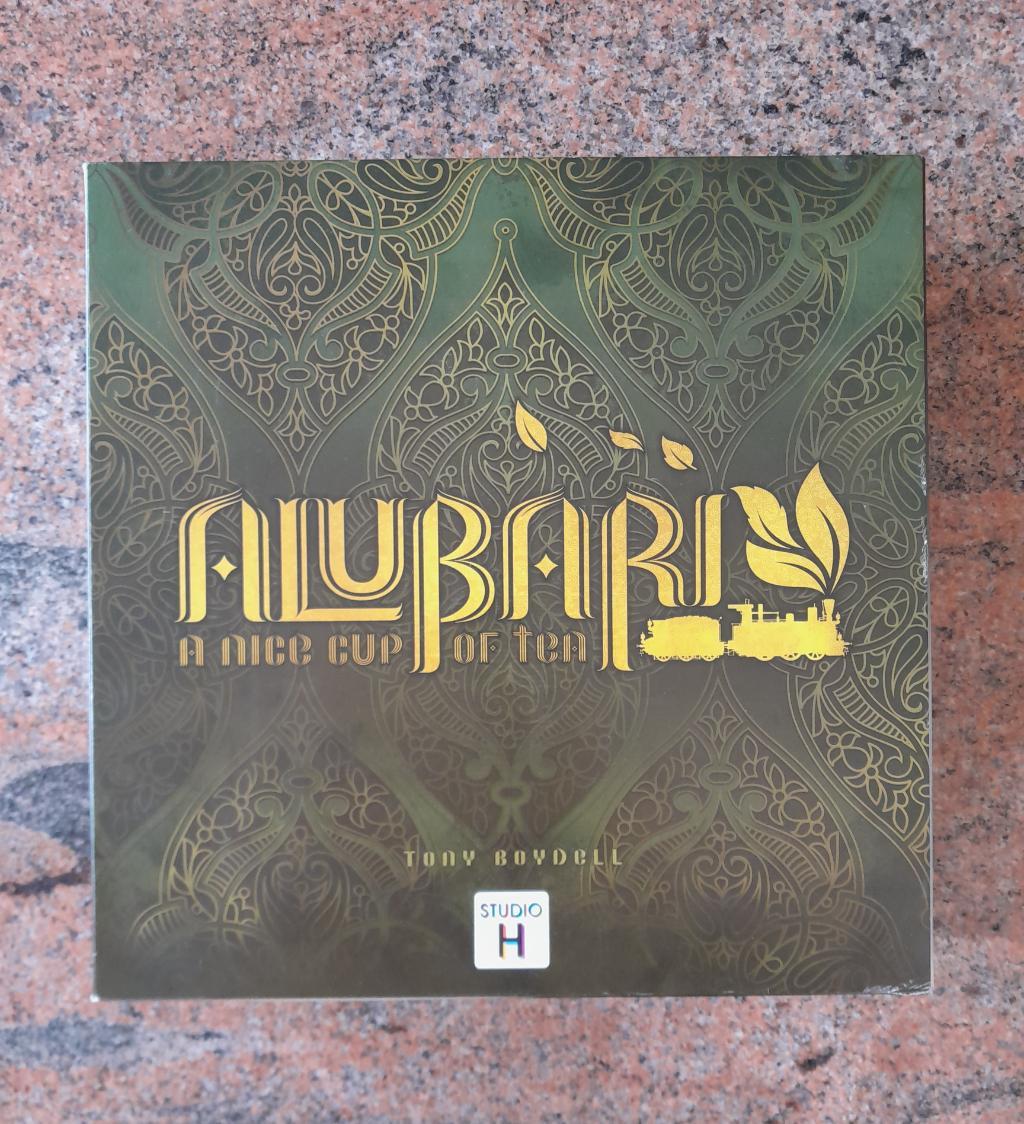 ALUBARI
A NICE CUP OF TEA
TONY BOYDELL
STUDIO
H